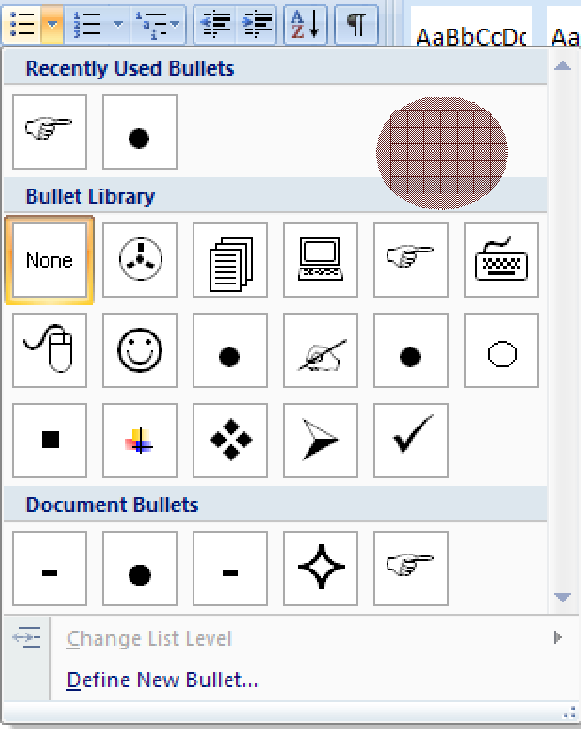 AaBbCcDc Aa
Recently Used Bullets
Bullet Library
None
Document Bullets
Change List Level
Define New Bullet...